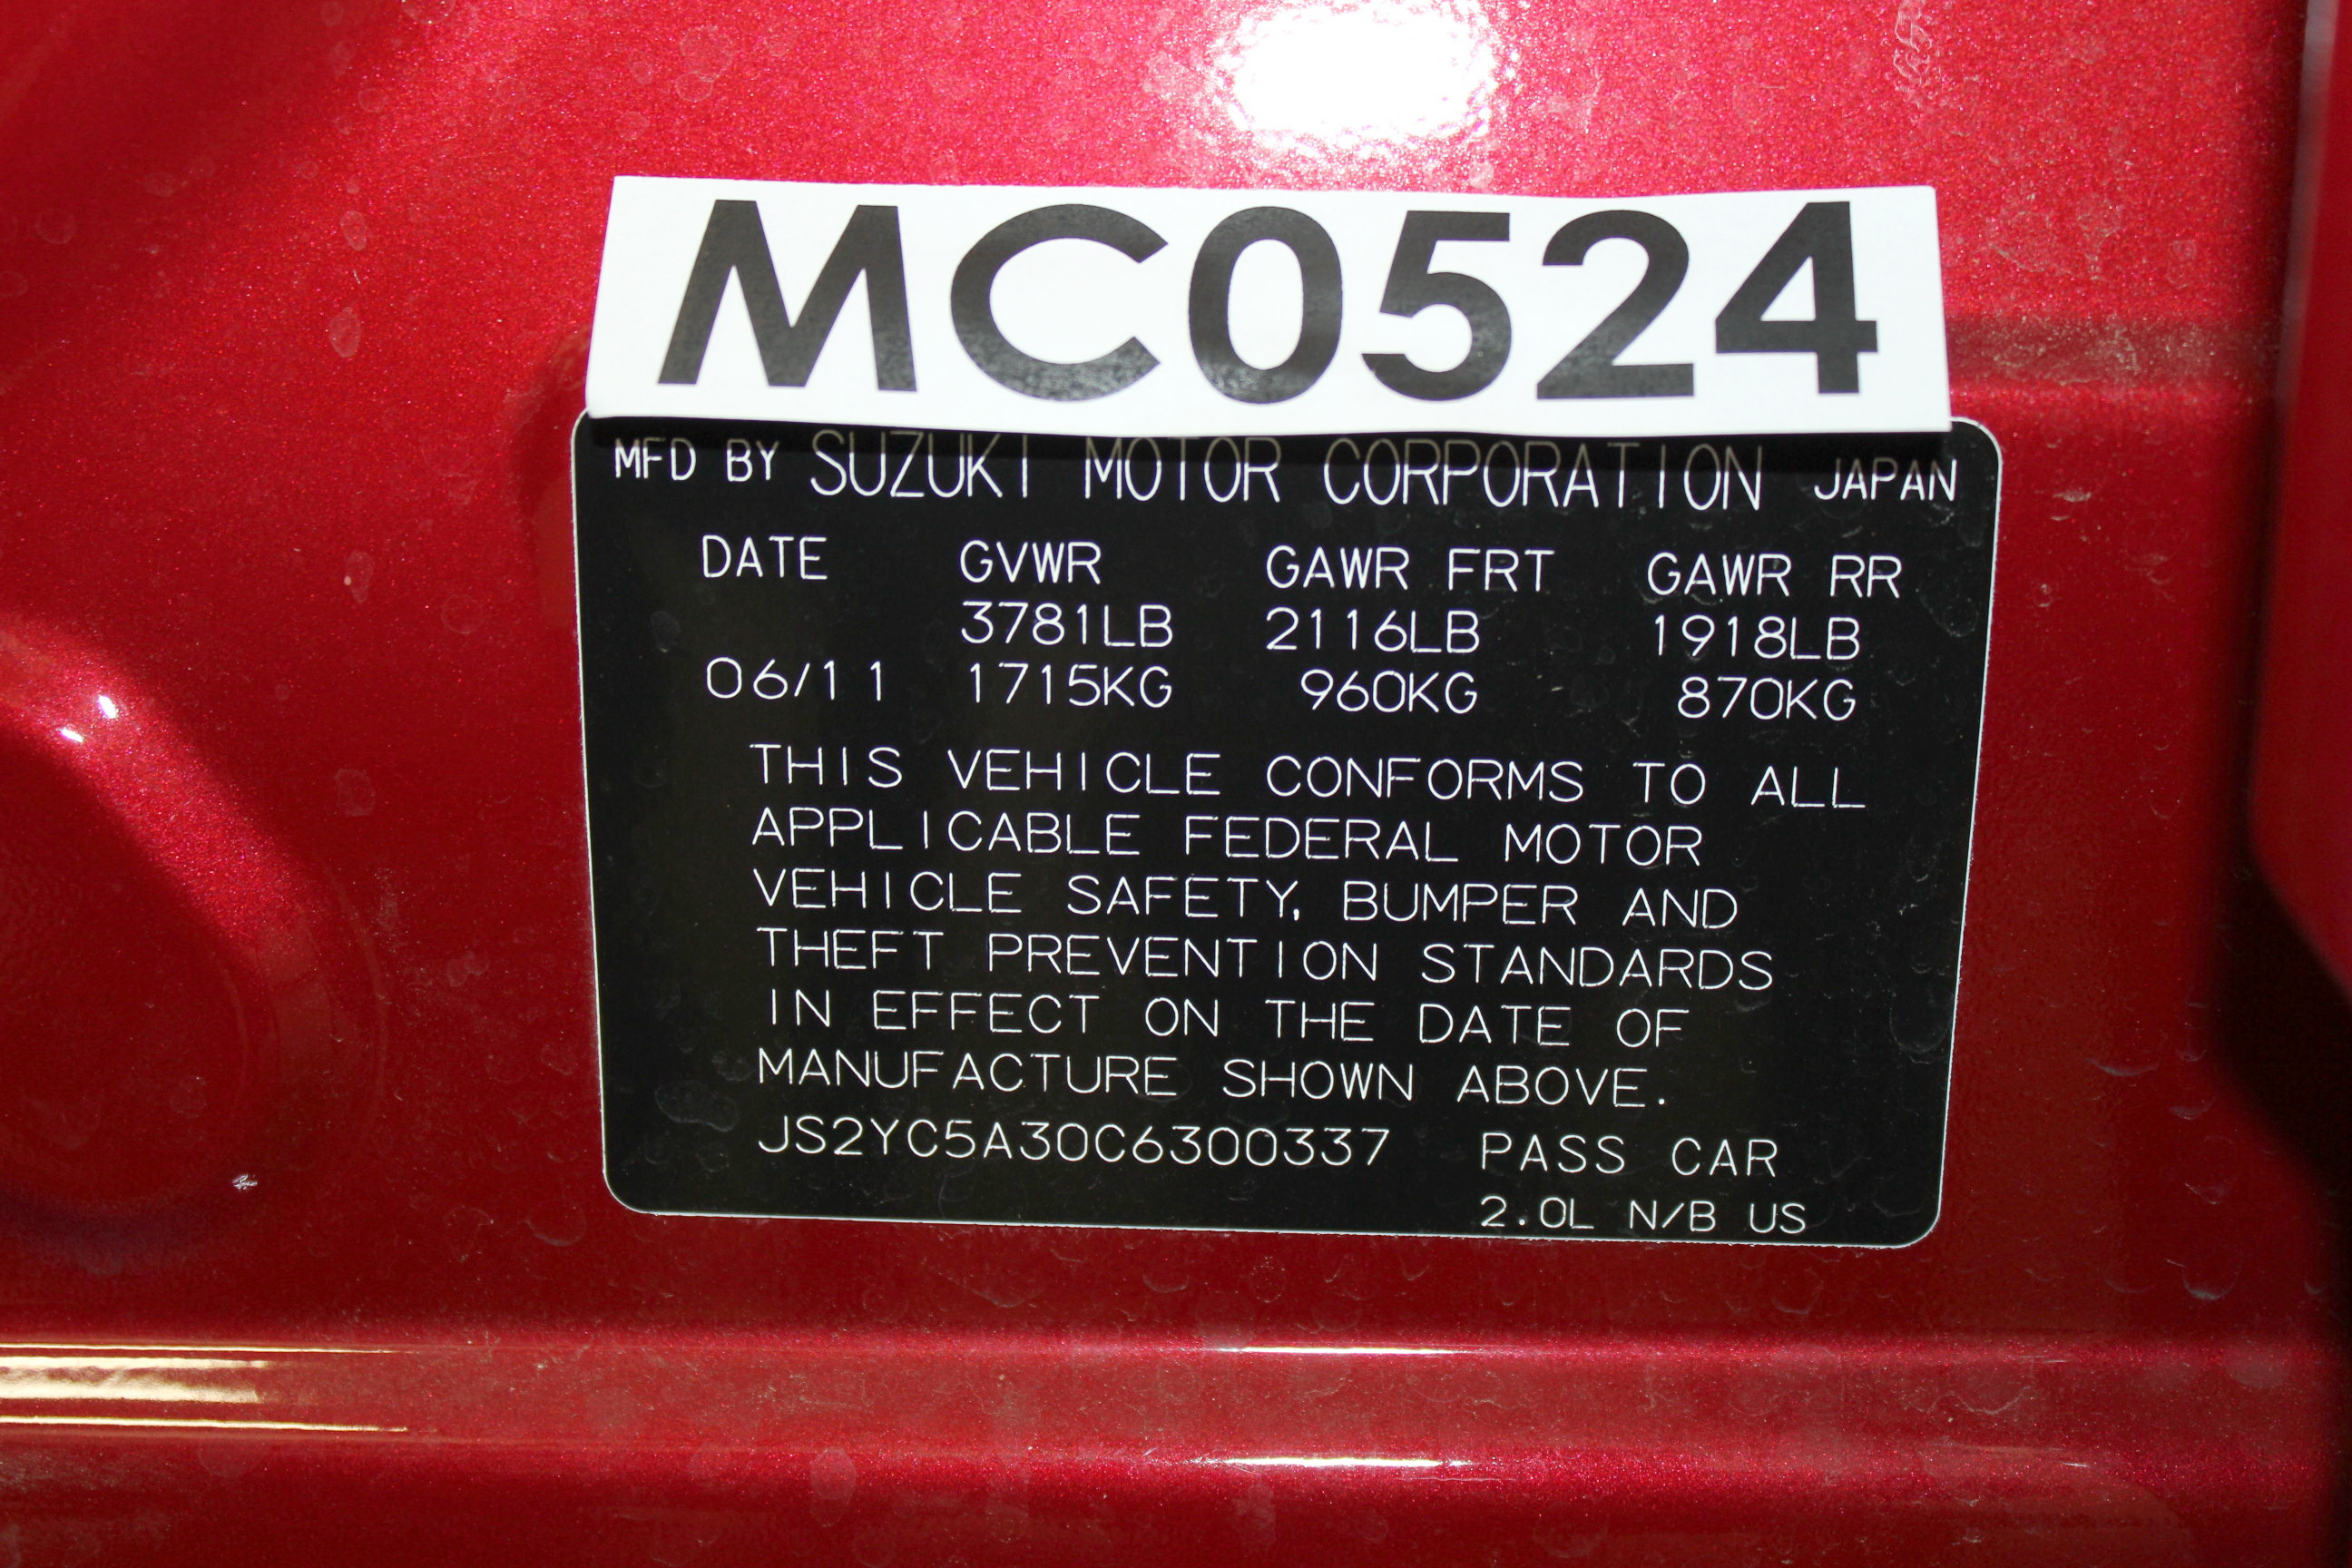 MC0524
MFD BY SUZUKI MOTOR CORPORATION JAPAN
DATE GVWR GAWR FRT GAWR RR
3781LB 2116LB 1918LB
06/11 1715KG 960KG 870KG
THIS VEHICLE CONFORMS TO ALL
APPLICABLE FEDERAL MOTOR
VEHICLE SAFETY, BUMPER AND
THEFT PREVENTION STANDARDS
IN EFFECT ON THE DATE OF
MANUFACTURE SHOWN ABOVE.
JS2YC5A30C6300337 PASS CAR
2.0L N/B US